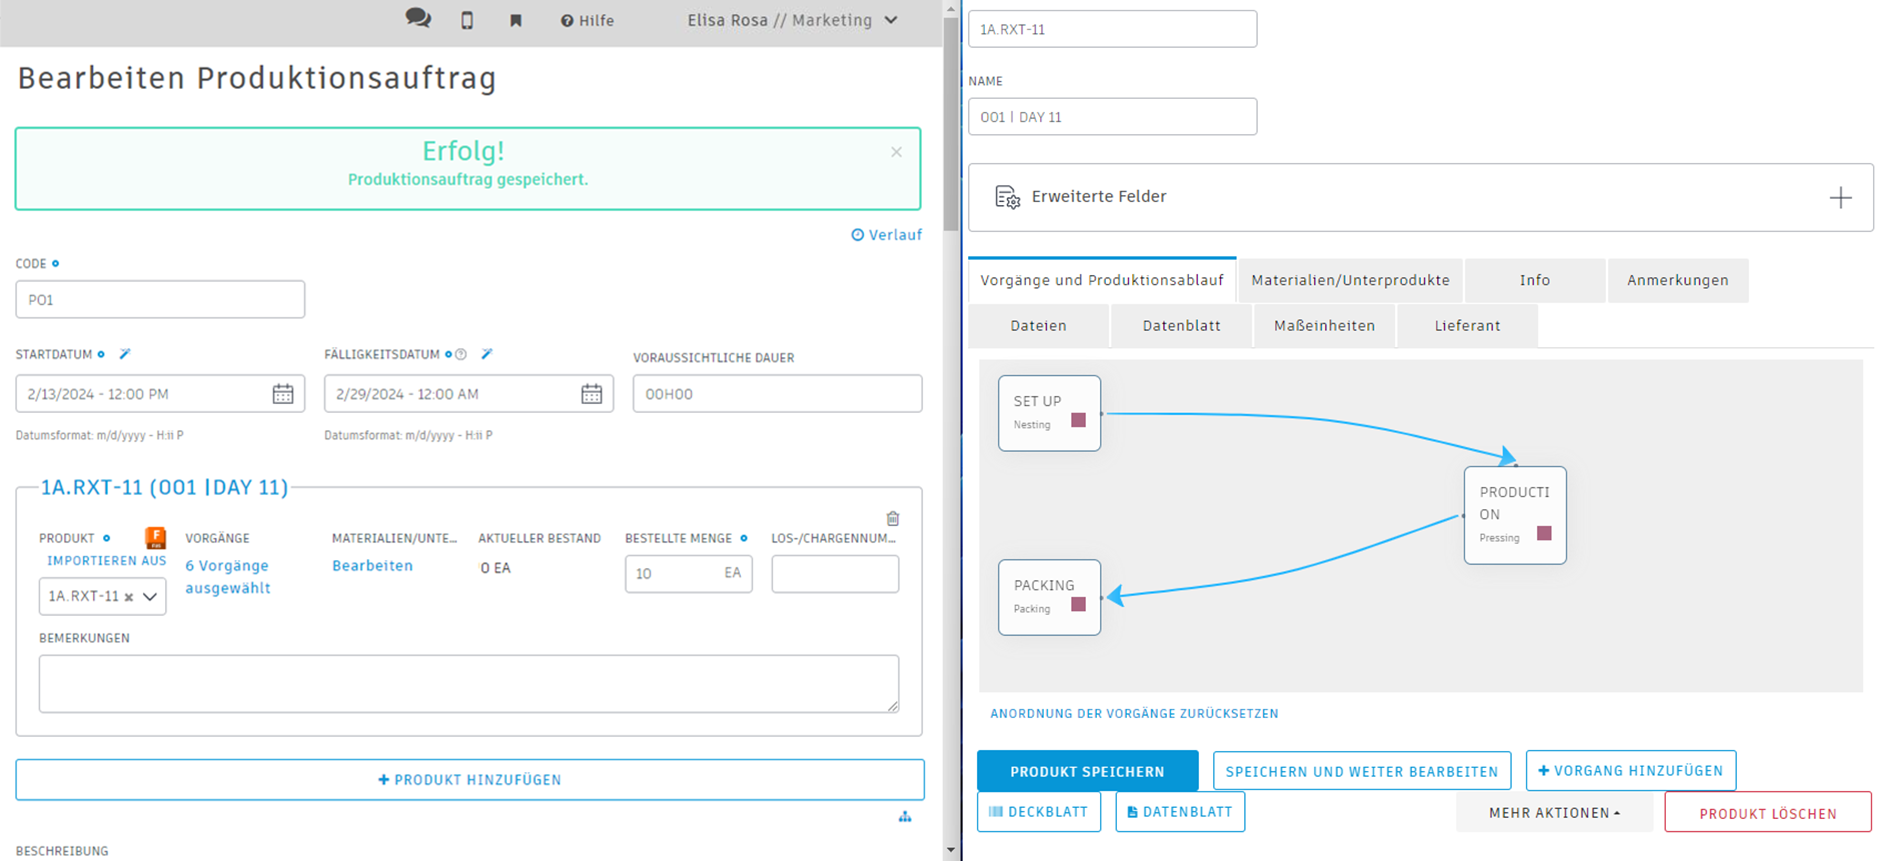 Hilfe
Elisa Rosa // Marketing
Bearbeiten Produktionsauftrag
Erfolg!
Produktionsauftrag gespeichert.
Verlauf
CODE
PO1
STARTDATUM
FÄLLIGKEITSDATUM
VORAUSSICHTLICHE DAUER
2/13/2024 - 12:00 PM
2/29/2024 - 12:00 AM
00H00
Datumsformat: m/d/yyyy - H:ii P
Datumsformat: m/d/yyyy - H:ii P
1A.RXT-11 (001 |DAY 11)
PRODUKT
IMPORTIEREN AUS
1A.RXT-11
VORGÄNGE
6 Vorgänge
ausgewählt
MATERIALIEN/UNTE...
Bearbeiten
AKTUELLER BESTAND
0 EA
BESTELLTE MENGE
10 EA
LOS-/CHARGENNUM...
BEMERKUNGEN
+ PRODUKT HINZUFÜGEN
BESCHREIBUNG
1A.RXT-11
NAME
001 | DAY 11
Erweiterte Felder
Vorgänge und Produktionsablauf
Materialien/Unterprodukte
Info
Anmerkungen
Dateien
Datenblatt
Maßeinheiten
Lieferant
SET UP
Nesting
PRODUCTI
ON
Pressing
PACKING
Packing
ANORDNUNG DER VORGÄNGE ZURÜCKSETZEN
PRODUKT SPEICHERN
SPEICHERN UND WEITER BEARBEITEN
+ VORGANG HINZUFÜGEN
DECKBLATT
DATENBLATT
MEHR AKTIONEN
PRODUKT LÖSCHEN